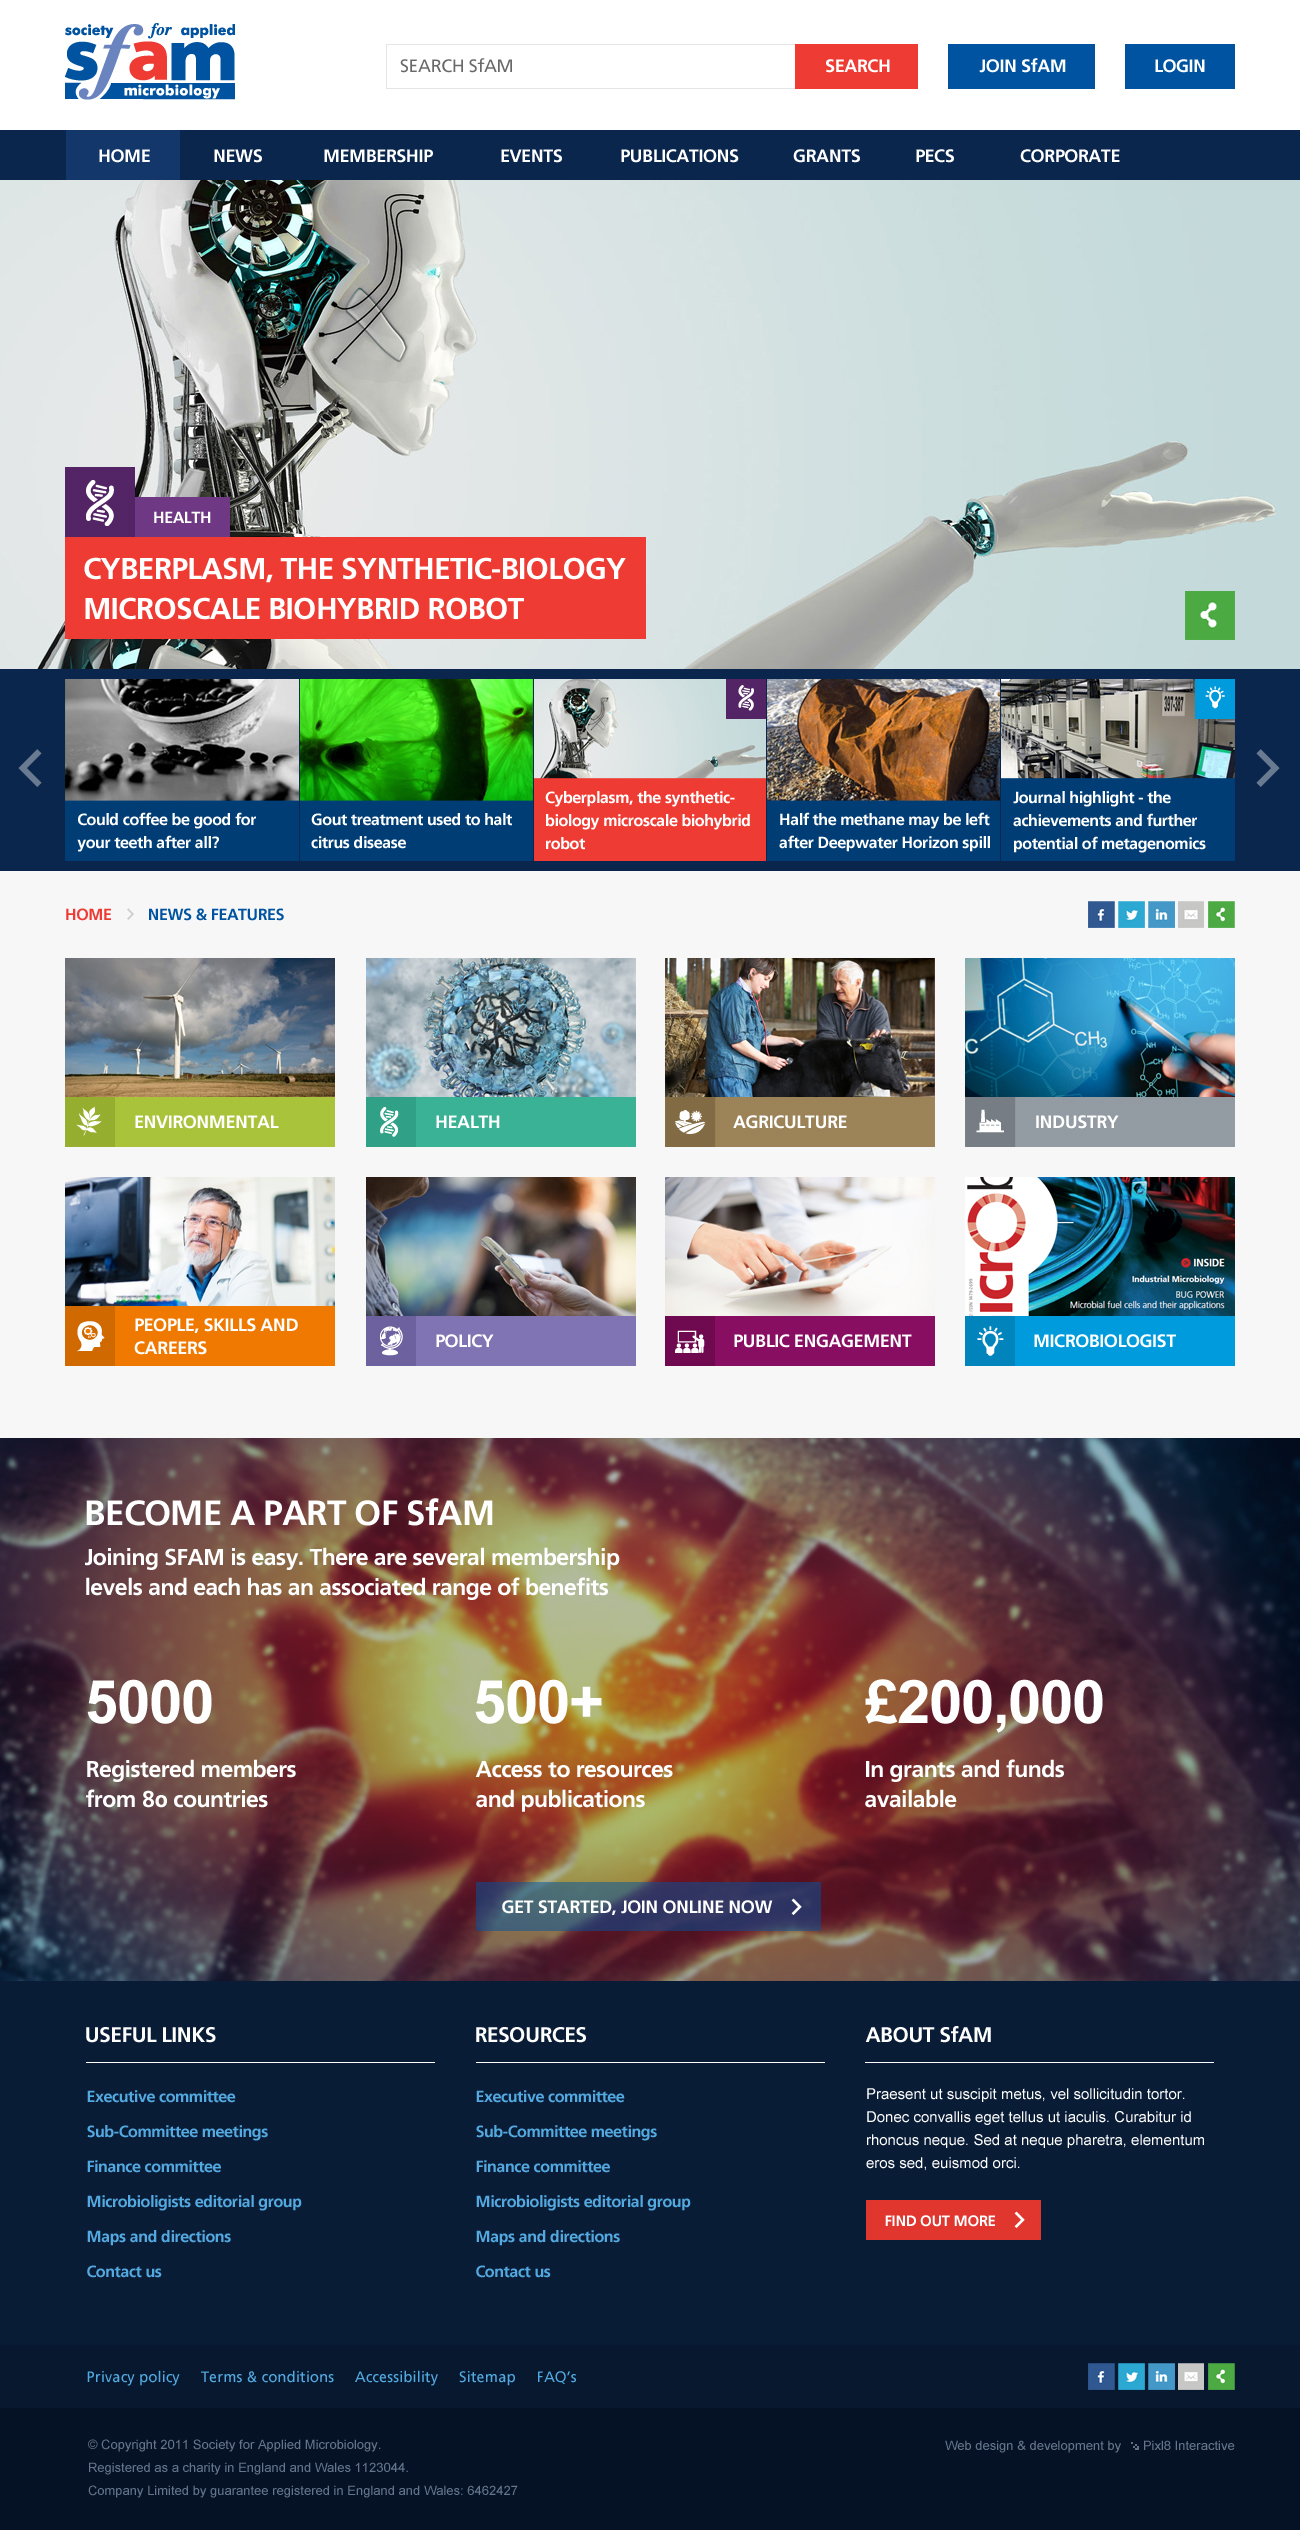 society for applied
sfam
microbiology
SEARCH SfAM
SEARCH
JOIN SfAM
LOGIN
HOME
NEWS
MEMBERSHIP
EVENTS
PUBLICATIONS
GRANTS
PECS
CORPORATE
HEALTH
CYBERPLASM, THE SYNTHETIC-BIOLOGY
MICROSCALE BIOHYBRID ROBOT
397-387
Could coffee be good for
your teeth after all?
Gout treatment used to halt
citrus disease
Cyberplasm, the synthetic-
biology microscale biohybrid
robot
Half the methane may be left
after Deepwater Horizon spill
Journal highlight - the
achievements and further
potential of metagenomics
HOME
NEWS & FEATURES
CH₃
ENVIRONMENTAL
HEALTH
AGRICULTURE
INDUSTRY
INSIDE
Industrial Microbiology
BUG POWER
Microbial fuel cells and their applications
PEOPLE, SKILLS AND
CAREERS
POLICY
PUBLIC ENGAGEMENT
MICROBIOLOGIST
BECOME A PART OF SfAM
Joining SFAM is easy. There are several membership
levels and each has an associated range of benefits
5000
Registered members
from 80 countries
500+
Access to resources
and publications
£200,000
In grants and funds
available
GET STARTED, JOIN ONLINE NOW
USEFUL LINKS
Executive committee
Sub-Committee meetings
Finance committee
Microbioligists editorial group
Maps and directions
Contact us
RESOURCES
Executive committee
Sub-Committee meetings
Finance committee
Microbioligists editorial group
Maps and directions
Contact us
ABOUT SfAM
Praesent ut suscipit metus, vel sollicitudin tortor.
Donec convallis eget tellus ut iaculis. Curabitur id
rhoncus neque. Sed at neque pharetra, elementum
eros sed, euismod orci.
FIND OUT MORE
Privacy policy
Terms & conditions
Accessibility
Sitemap
FAQ's
© Copyright 2011 Society for Applied Microbiology.
Registered as a charity in England and Wales 1123044.
Company Limited by guarantee registered in England and Wales: 6462427
Web design & development by Pixl8 Interactive